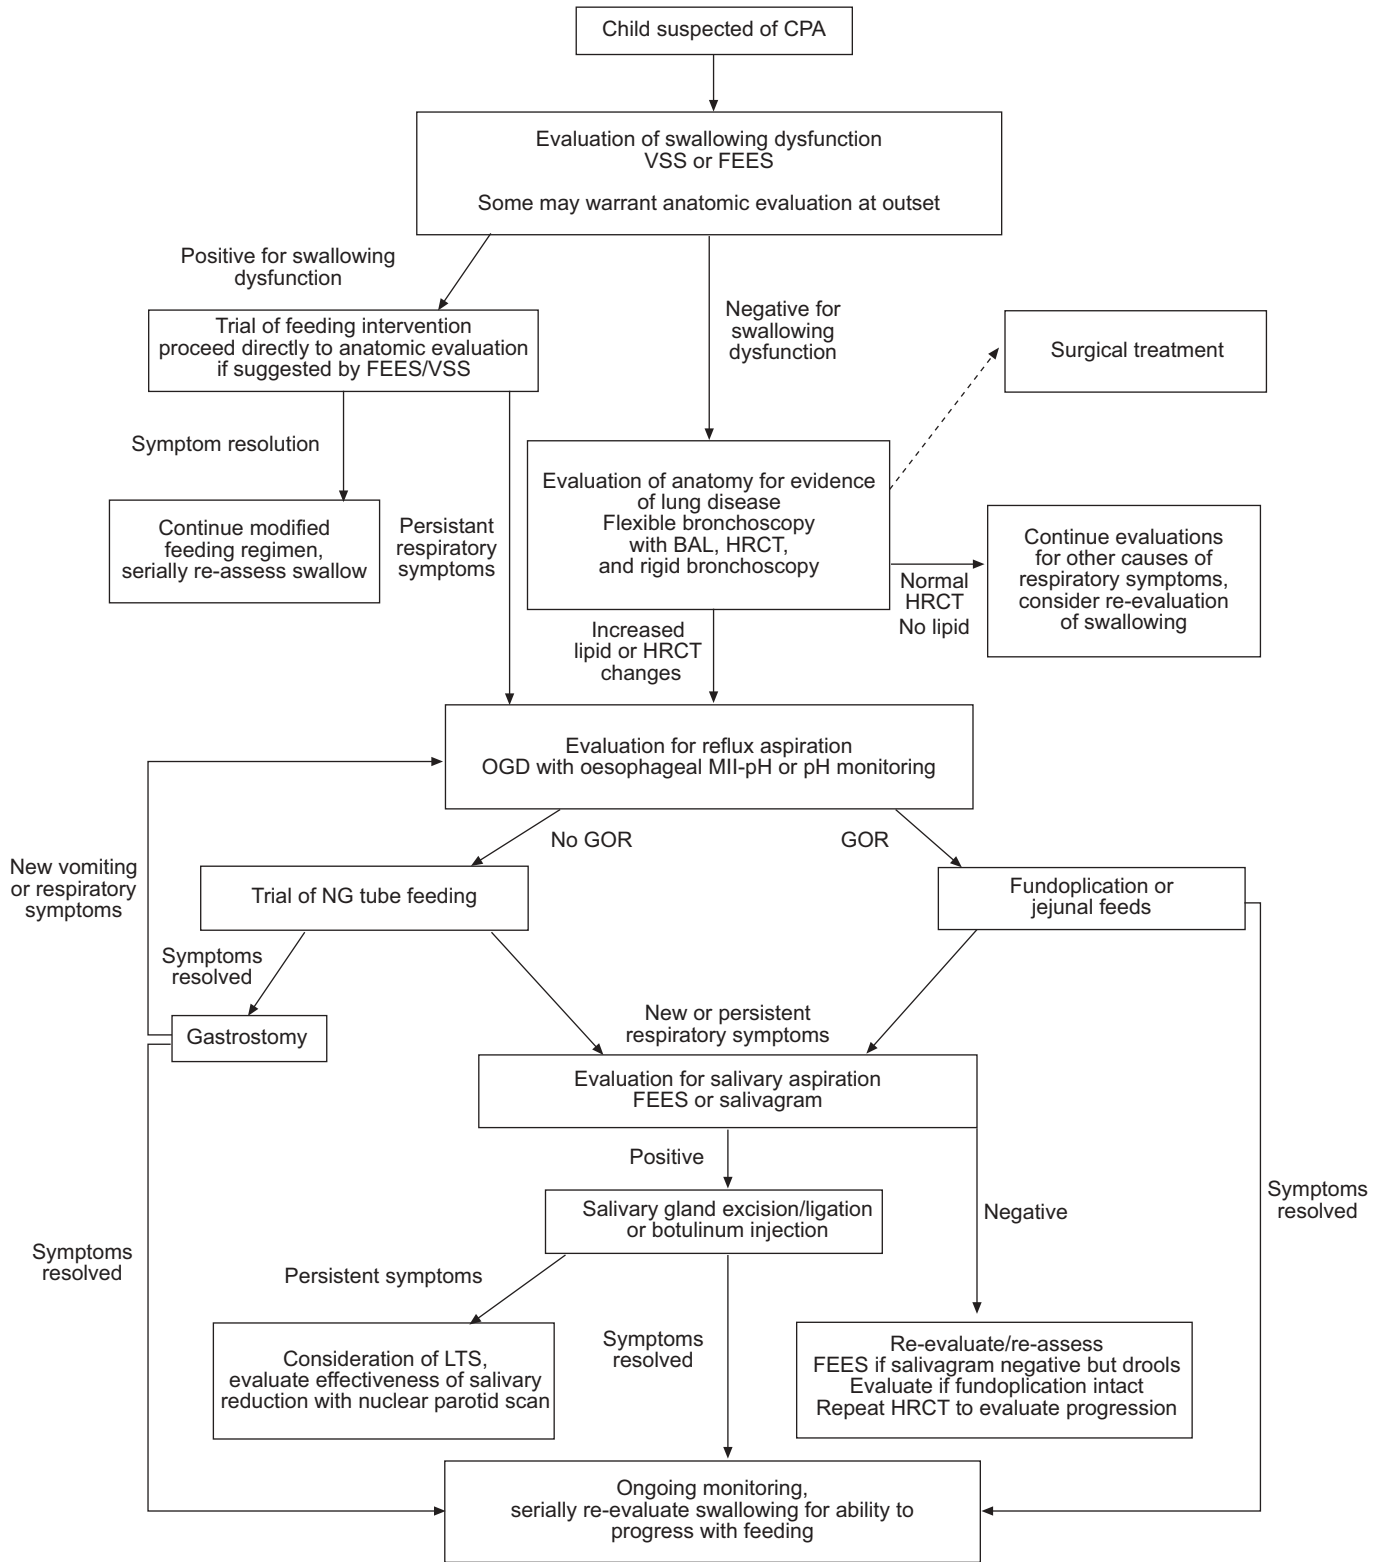 Child suspected of CPA
Evaluation of swallowing dysfunction
VSS or FEES
Some may warrant anatomic evaluation at outset
Positive for swallowing
dysfunction
Negative for
swallowing
dysfunction
Trial of feeding intervention
proceed directly to anatomic evaluation
if suggested by FEES/VSS
Surgical treatment
Symptom resolution
Continue modified
feeding regimen,
serially re-assess swallow
Persistant
respiratory
symptoms
Evaluation of anatomy for evidence
of lung disease
Flexible bronchoscopy
with BAL, HRCT,
and rigid bronchoscopy
Normal
HRCT
No lipid
Continue evaluations
for other causes of
respiratory symptoms,
consider re-evaluation
of swallowing
Increased
lipid or HRCT
changes
Evaluation for reflux aspiration
OGD with oesophageal MII-pH or pH monitoring
No GOR
GOR
New vomiting
or respiratory
symptoms
Trial of NG tube feeding
Fundoplication or
jejunal feeds
Symptoms
resolved
Gastrostomy
New or persistent
respiratory symptoms
Evaluation for salivary aspiration
FEES or salivagram
Positive
Negative
Symptoms
resolved
Salivary gland excision/ligation
or botulinum injection
Symptoms
resolved
Persistent symptoms
Symptoms
resolved
Consideration of LTS,
evaluate effectiveness of salivary
reduction with nuclear parotid scan
Re-evaluate/re-assess
FEES if salivagram negative but drools
Evaluate if fundoplication intact
Repeat HRCT to evaluate progression
Ongoing monitoring,
serially re-evaluate swallowing for ability to
progress with feeding